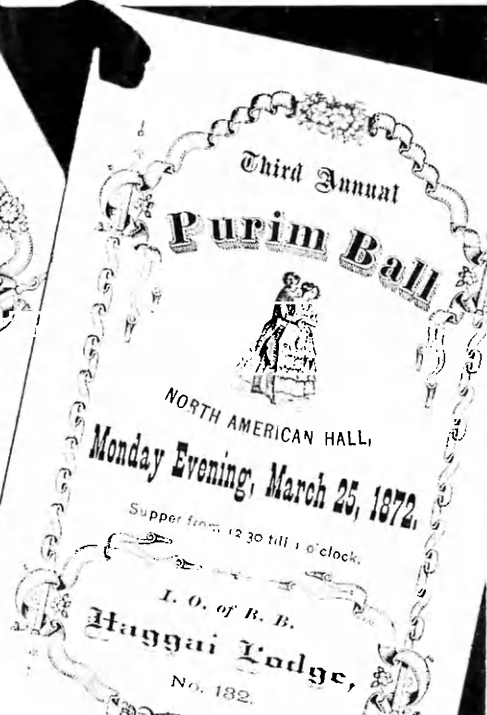 Third Annual
Purim Ball
NORTH AMERICAN HALL,
Monday Evening, March 25, 1872.
Supper from 12 30 till 1 o'clock.
I. O. of B. B.
Haggai Lodge,
No. 182.